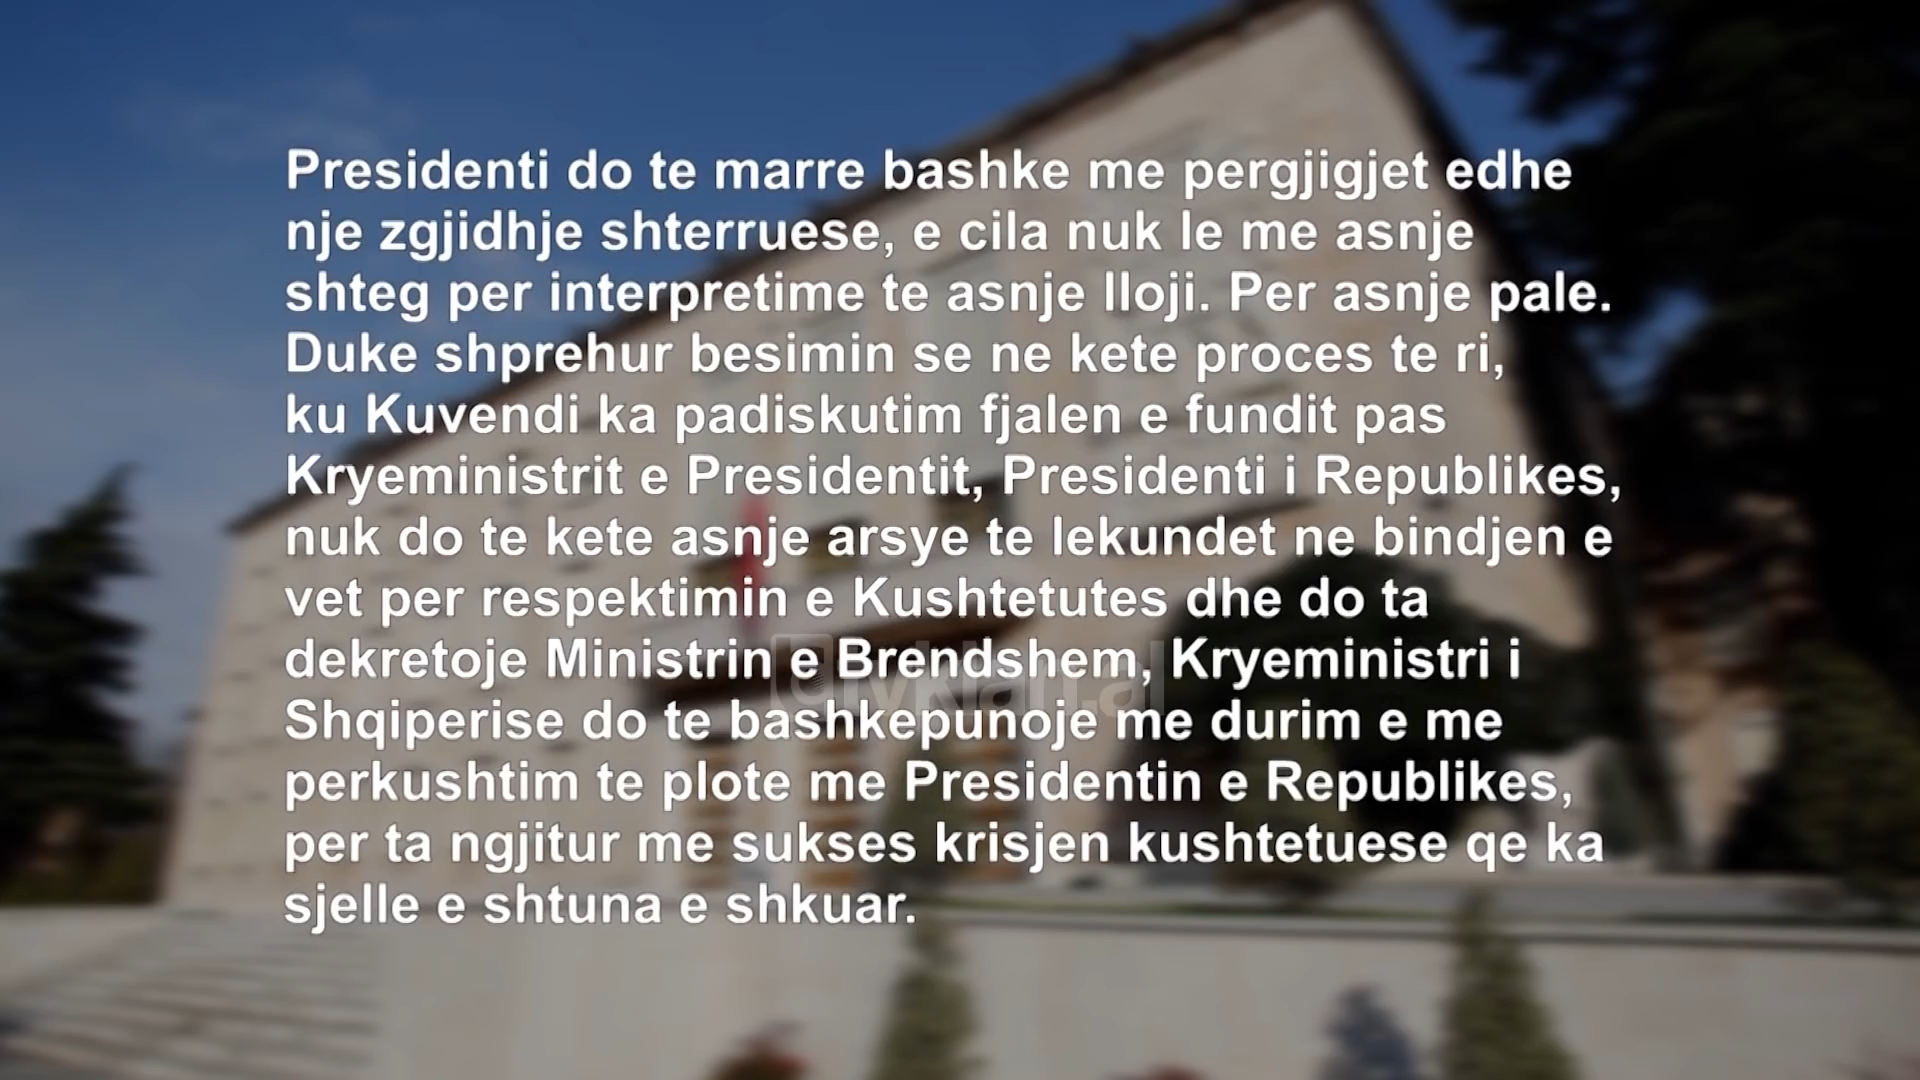 Presidenti do te marre bashke me pergjigjet edhe
nje zgjidhje shterruese, e cila nuk le me asnje
shteg per interpretime te asnje lloji. Per asnje pale.
Duke shprehur besimin se ne kete proces te ri,
ku Kuvendi ka padiskutim fjalen e fundit pas
Kryeministrit e Presidentit, Presidenti i Republikes,
nuk do te kete asnje arsye te lekundet ne bindjen e
vet per respektimin e Kushtetutes dhe do ta
dekretoje Ministrin e Brendshem, Kryeministri i
Shqiperise do te bashkepunoje me durim e me
perkushtim te plote me Presidentin e Republikes,
per ta ngjitur me sukses krisjen kushtetuese qe ka
sjelle e shtuna e shkuar.